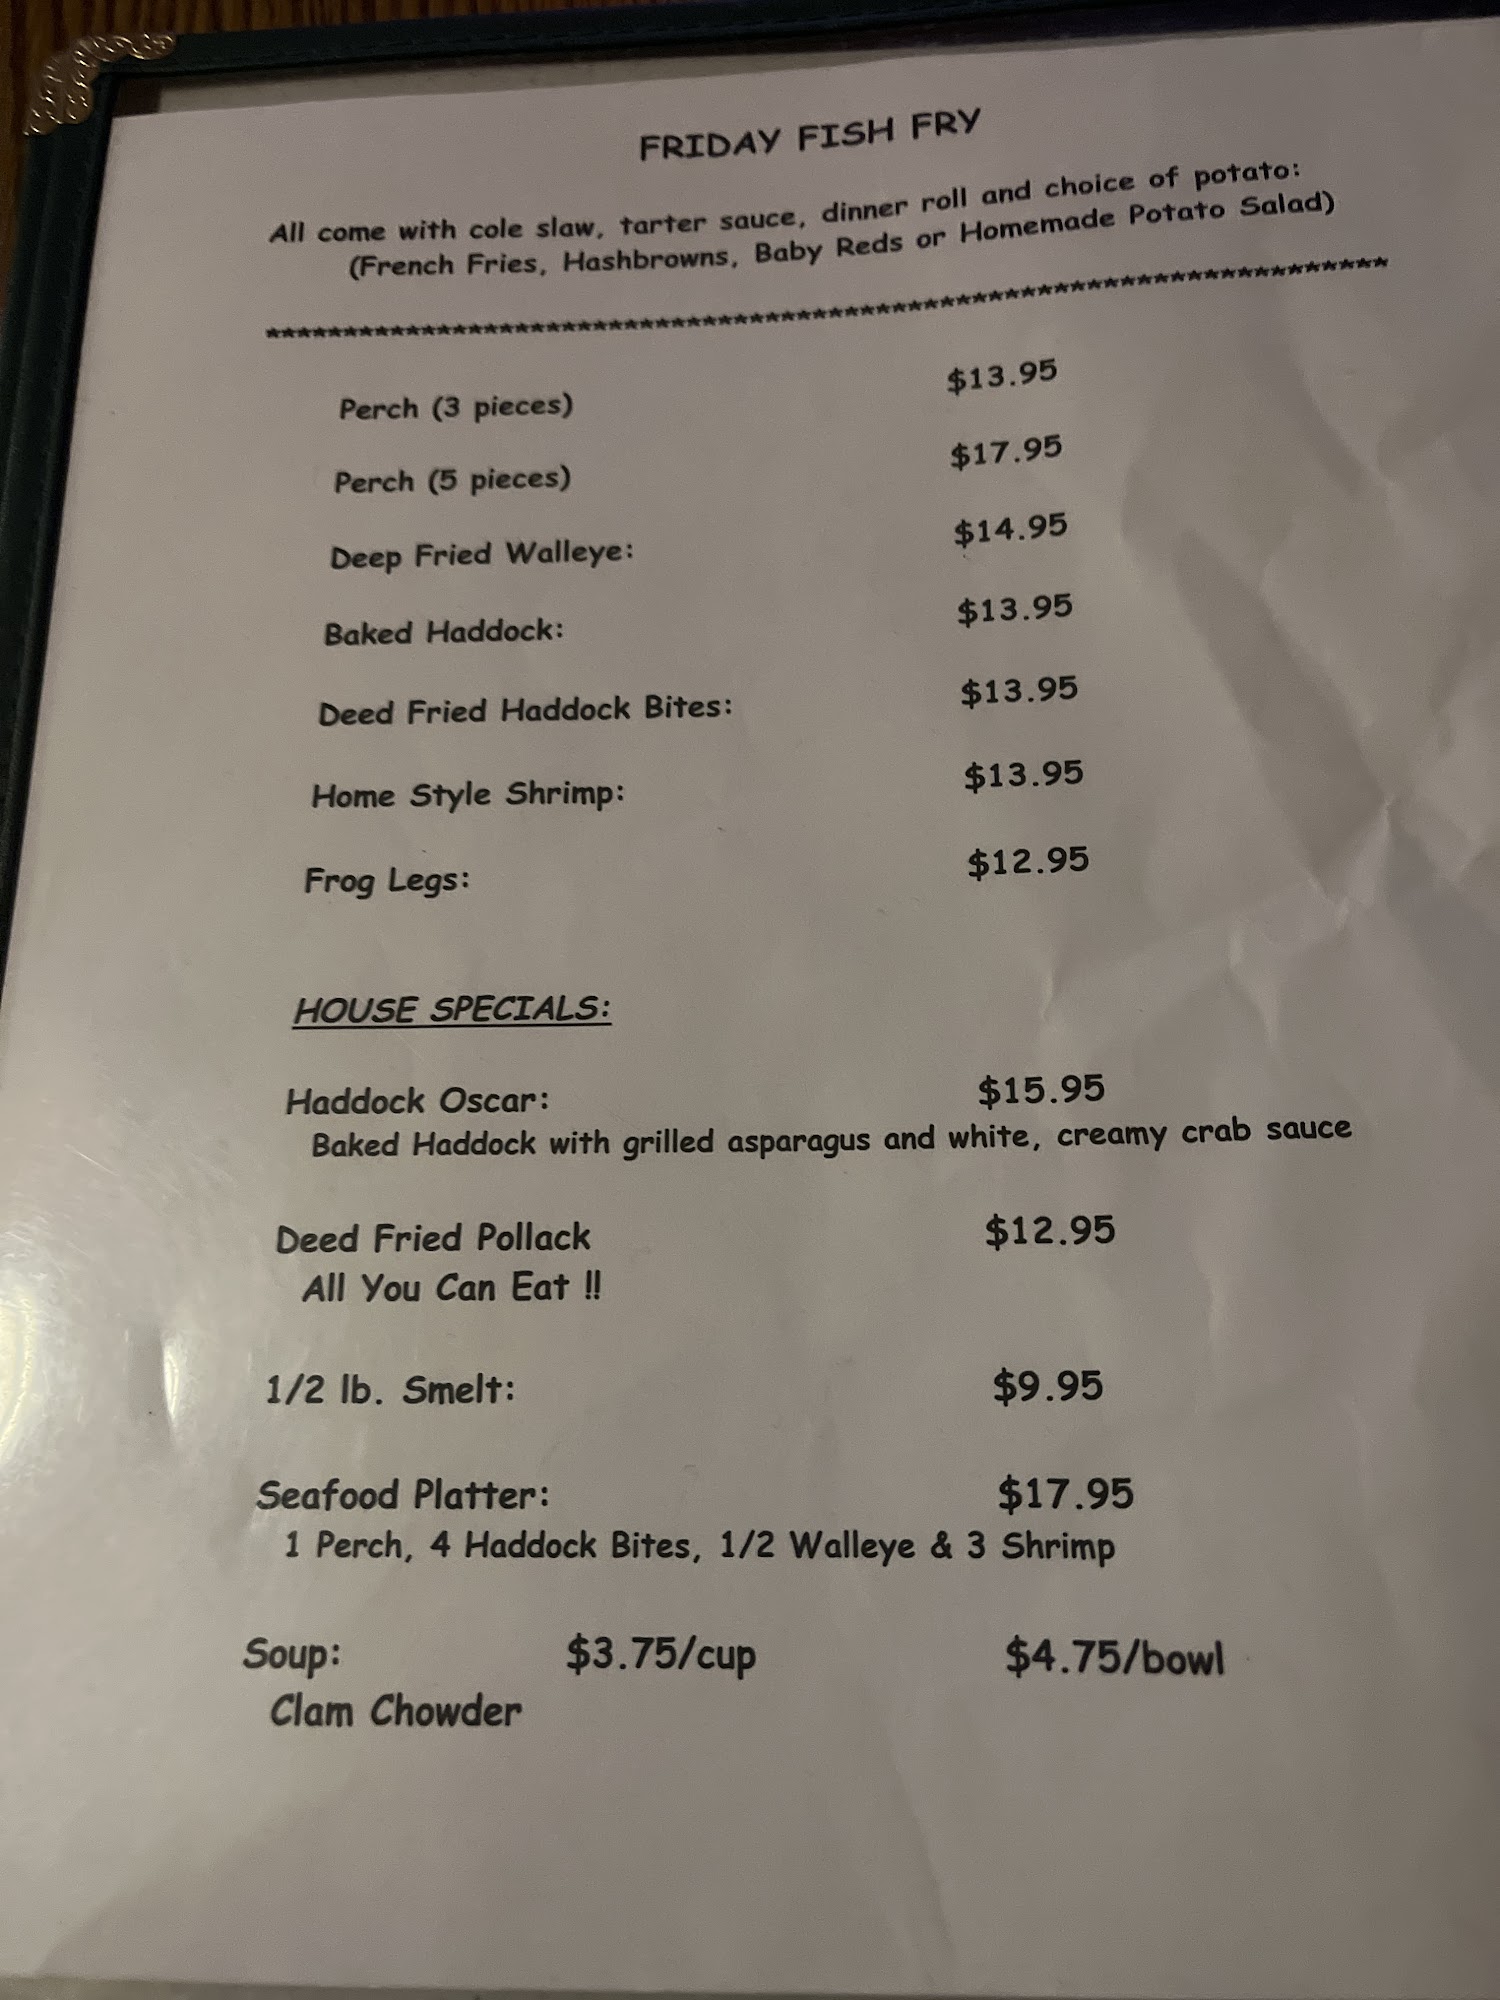 FRIDAY FISH FRY
All come with cole slaw, tarter sauce, dinner roll and choice of potato:
(French Fries, Hashbrowns, Baby Reds or Homemade Potato Salad)
************************************************************************
Perch (3 pieces) $13.95
Perch (5 pieces) $17.95
Deep Fried Walleye: $14.95
Baked Haddock: $13.95
Deed Fried Haddock Bites: $13.95
Home Style Shrimp: $13.95
Frog Legs: $12.95
HOUSE SPECIALS:
Haddock Oscar: $15.95
Baked Haddock with grilled asparagus and white, creamy crab sauce
Deed Fried Pollack $12.95
All You Can Eat !!
1/2 lb. Smelt: $9.95
Seafood Platter: $17.95
1 Perch, 4 Haddock Bites, 1/2 Walleye & 3 Shrimp
Soup: $3.75/cup $4.75/bowl
Clam Chowder